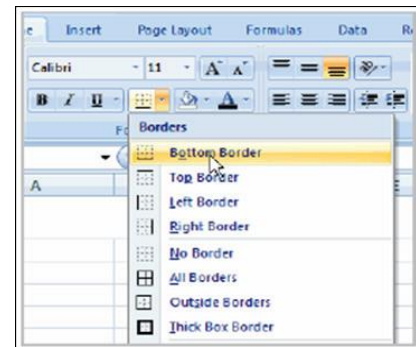 e Insert Page Layout Formulas Data R
Calibri 11 A A
B I U A
Fo
Borders
Bottom Border
A E
Top Border
Left Border
Right Border
No Border
All Borders
Outside Borders
Thick Box Border